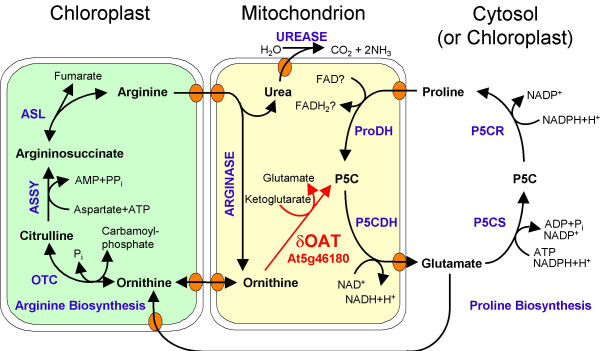 Chloroplast
Mitochondrion
Cytosol
(or Chloroplast)
UREASE
H₂O
CO₂ + 2NH₃
Fumarate
Arginine
ASL
Argininosuccinate
AMP+PPᵢ
ASSY
Aspartate+ATP
Citrulline
Carbamoyl-
phosphate
Pᵢ
OTC
Ornithine
Arginine Biosynthesis
Urea
FAD?
FADH₂?
ProDH
ARGINASE
Glutamate
Ketoglutarate
P5C
P5CDH
δOAT
At5g46180
Ornithine
NAD⁺
NADH+H⁺
Proline
NADP⁺
P5CR
NADPH+H⁺
P5C
P5CS
ADP+Pᵢ
NADP⁺
ATP
NADPH+H⁺
Glutamate
Proline Biosynthesis